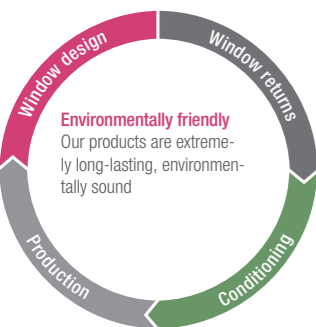 Window design
Window returns
Environmentally friendly
Our products are extreme-
ly long-lasting, environmen-
tally sound
Production
Conditioning